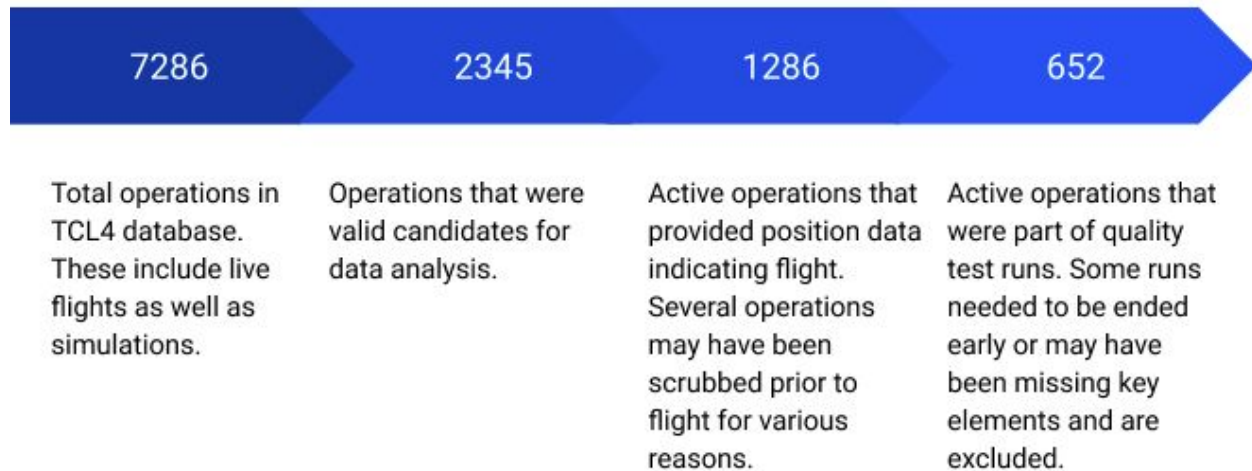 7286
2345
1286
652
Total operations in
TCL4 database.
These include live
flights as well as
simulations.
Operations that were
valid candidates for
data analysis.
Active operations that
provided position data
indicating flight.
Several operations
may have been
scrubbed prior to
flight for various
reasons.
Active operations that
were part of quality
test runs. Some runs
needed to be ended
early or may have
been missing key
elements and are
excluded.